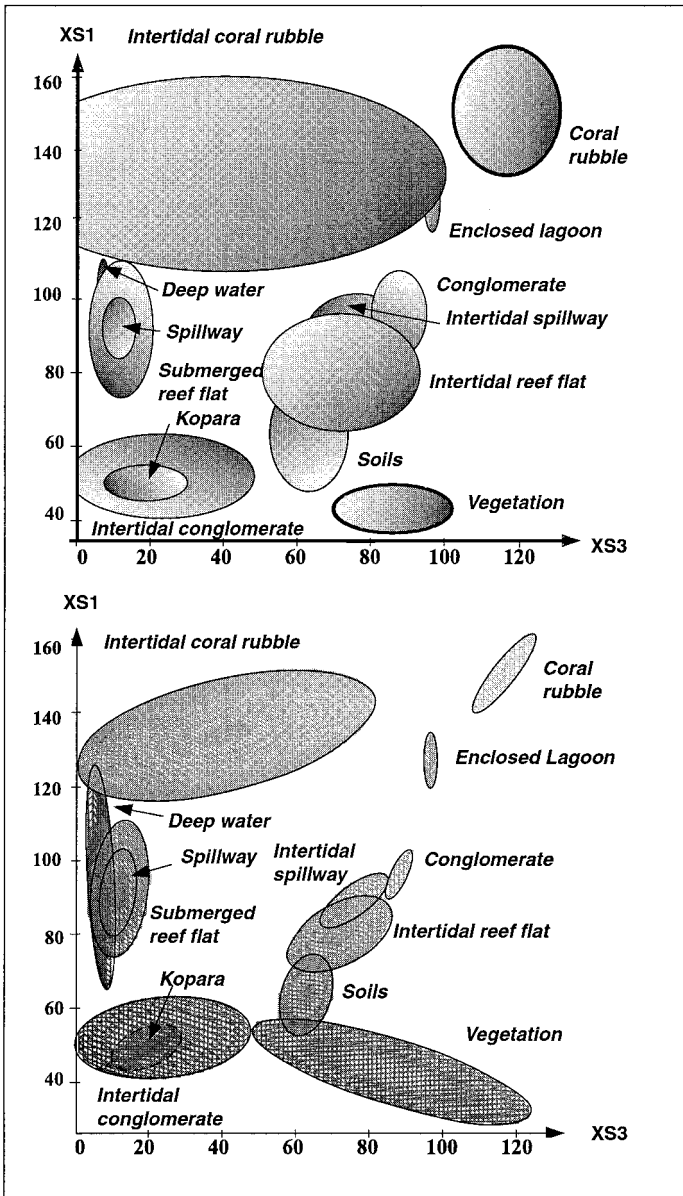 XS1
Intertidal coral rubble
160
140
120
100
80
60
40
Coral
rubble
Enclosed lagoon
Deep water
Conglomerate
Intertidal spillway
Spillway
Submerged
reef flat
Intertidal reef flat
Kopara
Soils
Vegetation
Intertidal conglomerate
0 20 40 60 80 100 120
XS3
XS1
Intertidal coral rubble
160
140
120
100
80
60
40
Coral
rubble
Enclosed Lagoon
Deep water
Spillway
Intertidal
spillway
Conglomerate
Submerged
reef flat
Intertidal reef flat
Kopara
Soils
Vegetation
Intertidal
conglomerate
0 20 40 60 80 100 120
XS3